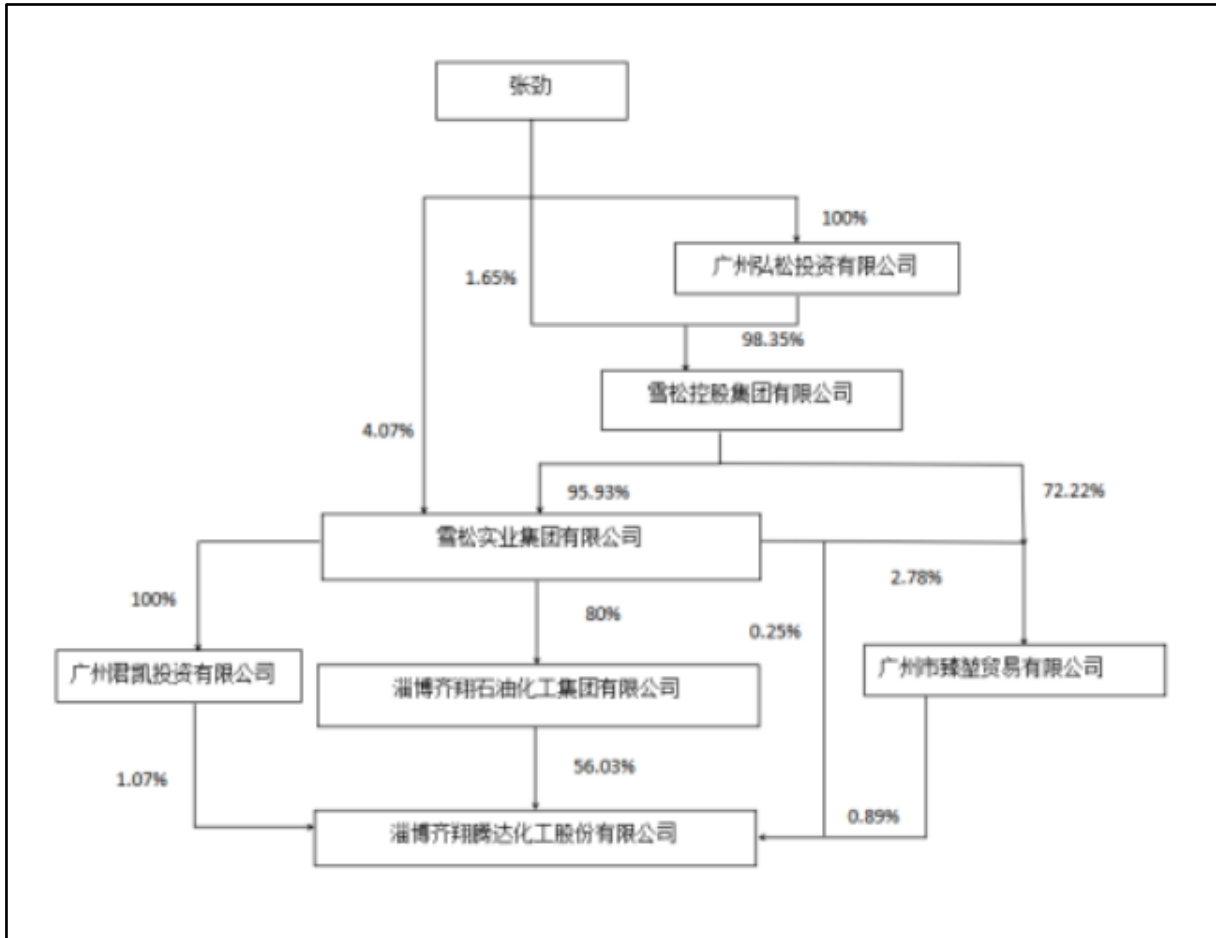 张劲
100%
广州弘松投资有限公司
1.65%
98.35%
雪松控股集团有限公司
4.07%
95.93%
72.22%
雪松实业集团有限公司
2.78%
100%
80%
0.25%
广州君凯投资有限公司
淄博齐翔石油化工集团有限公司
广州市臻堃贸易有限公司
1.07%
56.03%
0.89%
淄博齐翔腾达化工股份有限公司